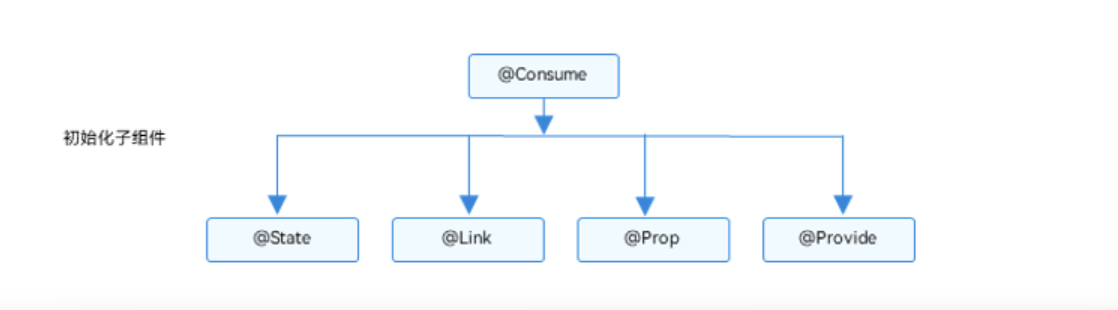 @Consume
初始化子组件
@State
@Link
@Prop
@Provide